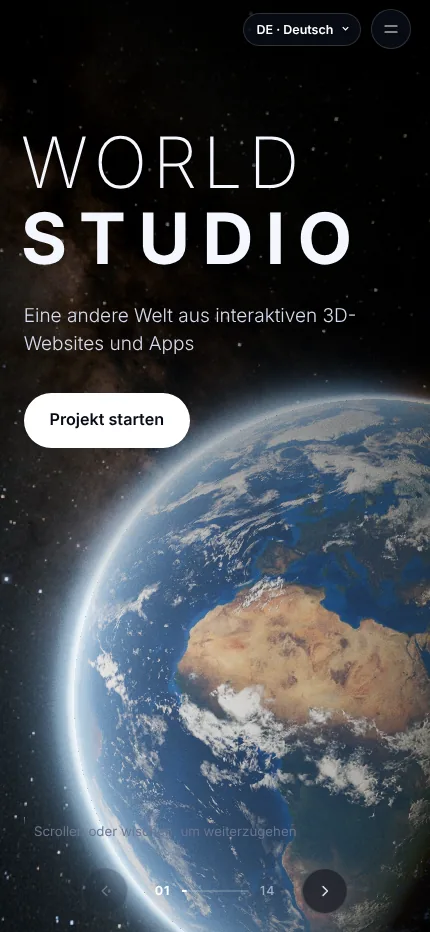 DE · Deutsch
WORLD
STUDIO
Eine andere Welt aus interaktiven 3D-
Websites und Apps
Projekt starten
Scrollen oder wischen, um weiterzugehen
01
14